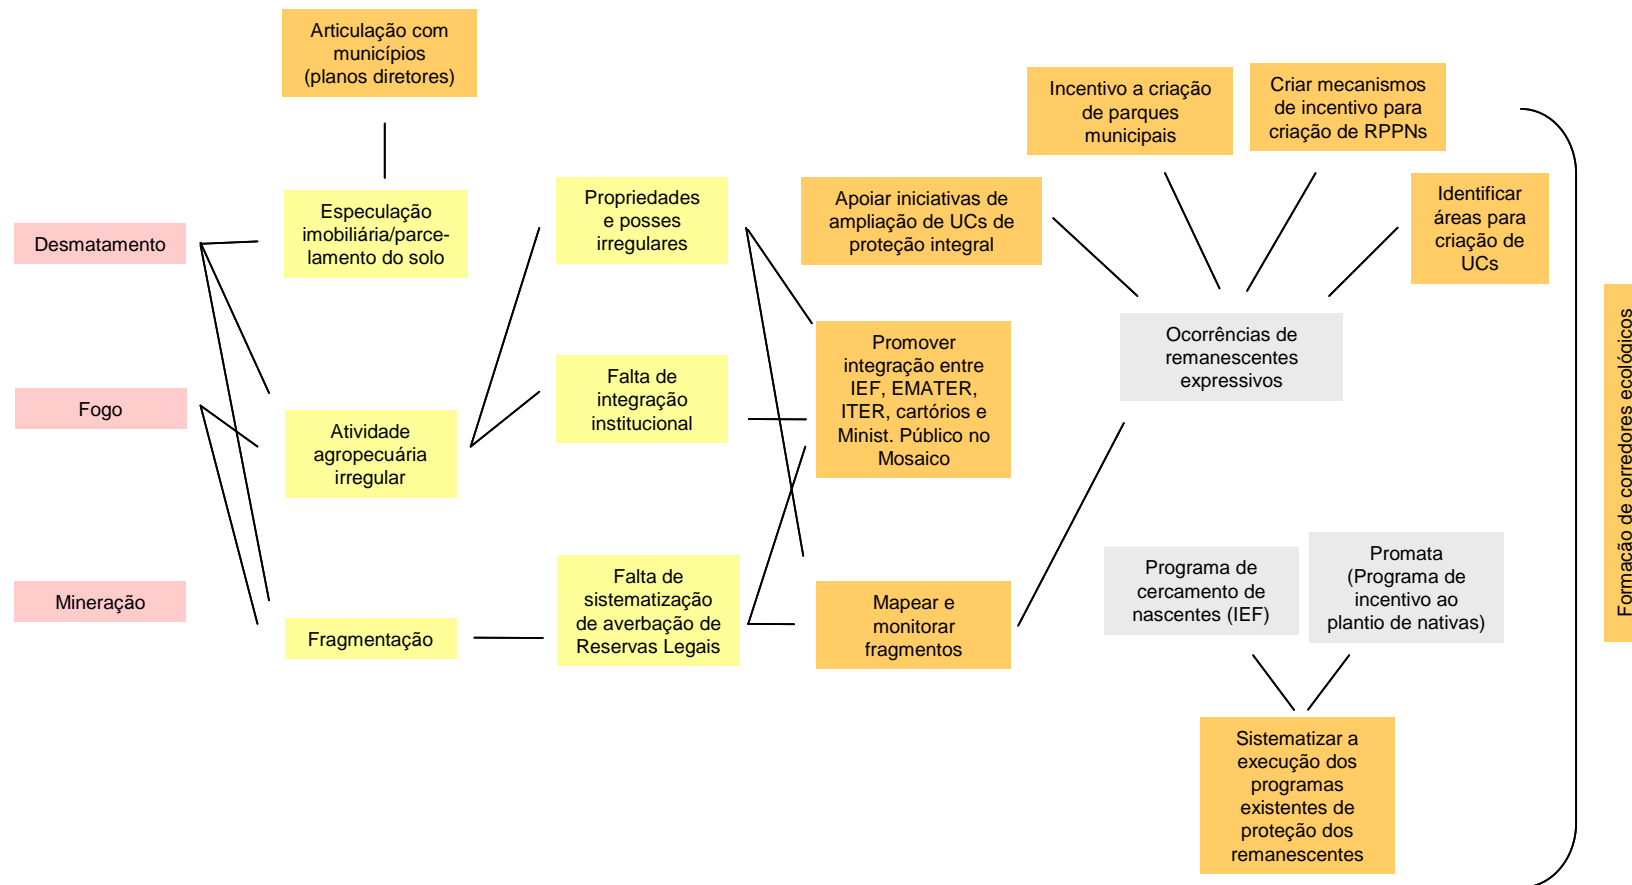 Articulação com
municípios
(planos diretores)
Incentivo a criação
de parques
municipais
Criar mecanismos
de incentivo para
criação de RPPNs
Desmatamento
Especulação
imobiliária/parce-
lamento do solo
Propriedades
e posses
irregulares
Apoiar iniciativas de
ampliação de UCs de
proteção integral
Identificar
áreas para
criação de
UCs
Fogo
Atividade
agropecuária
irregular
Falta de
integração
institucional
Promover
integração entre
IEF, EMATER,
ITER, cartórios e
Minist. Público no
Mosaico
Ocorrências de
remanescentes
expressivos
Formação de corredores ecológicos
Mineração
Fragmentação
Falta de
sistematização
de averbação de
Reservas Legais
Mapear e
monitorar
fragmentos
Programa de
cercamento de
nascentes (IEF)
Promata
(Programa de
incentivo ao
plantio de nativas)
Sistematizar a
execução dos
programas
existentes de
proteção dos
remanescentes